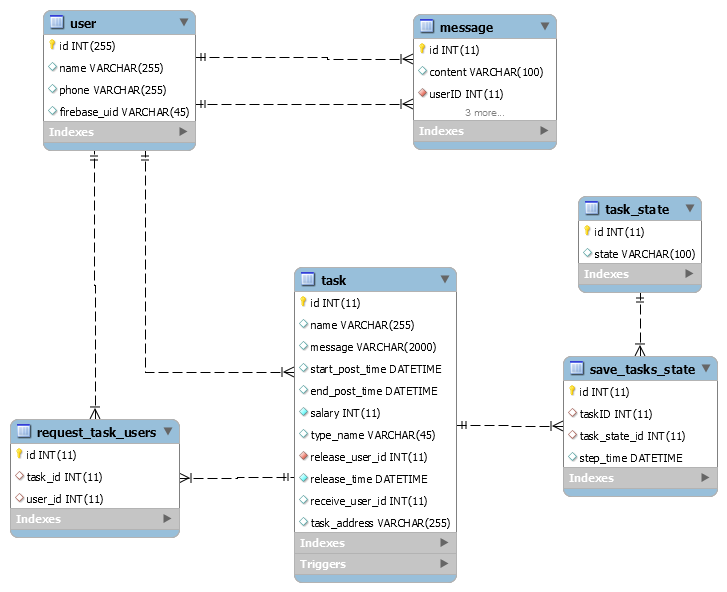 user
id INT(255)
name VARCHAR(255)
phone VARCHAR(255)
firebase_uid VARCHAR(45)
Indexes
message
id INT(11)
content VARCHAR(100)
userID INT(11)
3 more...
Indexes
task_state
id INT(11)
state VARCHAR(100)
Indexes
task
id INT(11)
name VARCHAR(255)
message VARCHAR(2000)
start_post_time DATETIME
end_post_time DATETIME
salary INT(11)
type_name VARCHAR(45)
release_user_id INT(11)
release_time DATETIME
receive_user_id INT(11)
task_address VARCHAR(255)
Indexes
Triggers
save_tasks_state
id INT(11)
taskID INT(11)
task_state_id INT(11)
step_time DATETIME
Indexes
request_task_users
id INT(11)
task_id INT(11)
user_id INT(11)
Indexes